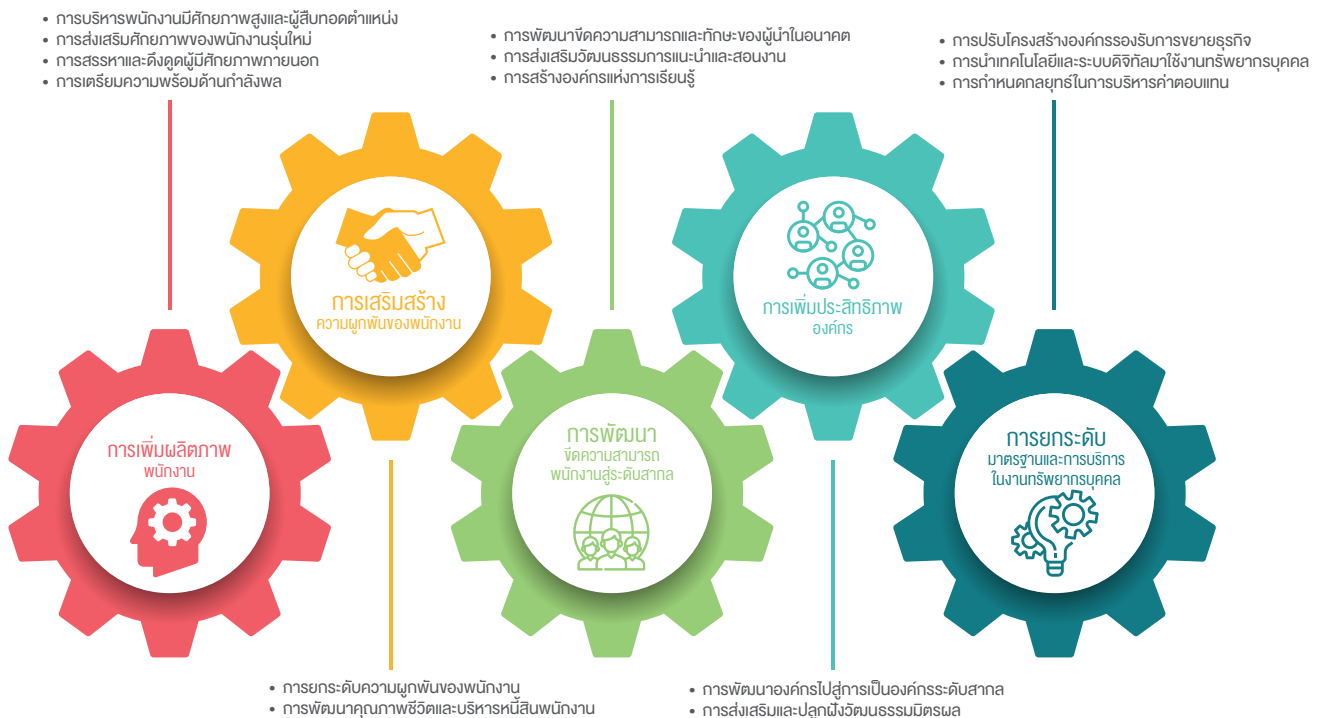 • การบริหารพนักงานมีศักยภาพสูงและผู้สืบทอดตำแหน่ง
• การส่งเสริมศักยภาพของพนักงานรุ่นใหม่
• การสรรหาและดึงดูดผู้มีศักยภาพภายนอก
• การเตรียมความพร้อมด้านกำลังพล
• การพัฒนาขีดความสามารถและทักษะของผู้นำในอนาคต
• การส่งเสริมวัฒนธรรมการแนะนำและสอนงาน
• การสร้างองค์กรแห่งการเรียนรู้
• การปรับโครงสร้างองค์กรรองรับการขยายธุรกิจ
• การนำเทคโนโลยีและระบบดิจิทัลมาใช้งานทรัพยากรบุคคล
• การกำหนดกลยุทธ์ในการบริหารค่าตอบแทน
การเสริมสร้าง
ความผูกพันของพนักงาน
การเพิ่มประสิทธิภาพ
องค์กร
การเพิ่มผลิตภาพ
พนักงาน
การพัฒนา
ขีดความสามารถ
พนักงานสู่ระดับสากล
การยกระดับ
มาตรฐานและการบริการ
ในงานทรัพยากรบุคคล
• การยกระดับความผูกพันของพนักงาน
• การพัฒนาคุณภาพชีวิตและบริหารหนี้สินพนักงาน
• การพัฒนาองค์กรไปสู่การเป็นองค์กรระดับสากล
• การส่งเสริมและปลูกฝังวัฒนธรรมมิตรผล